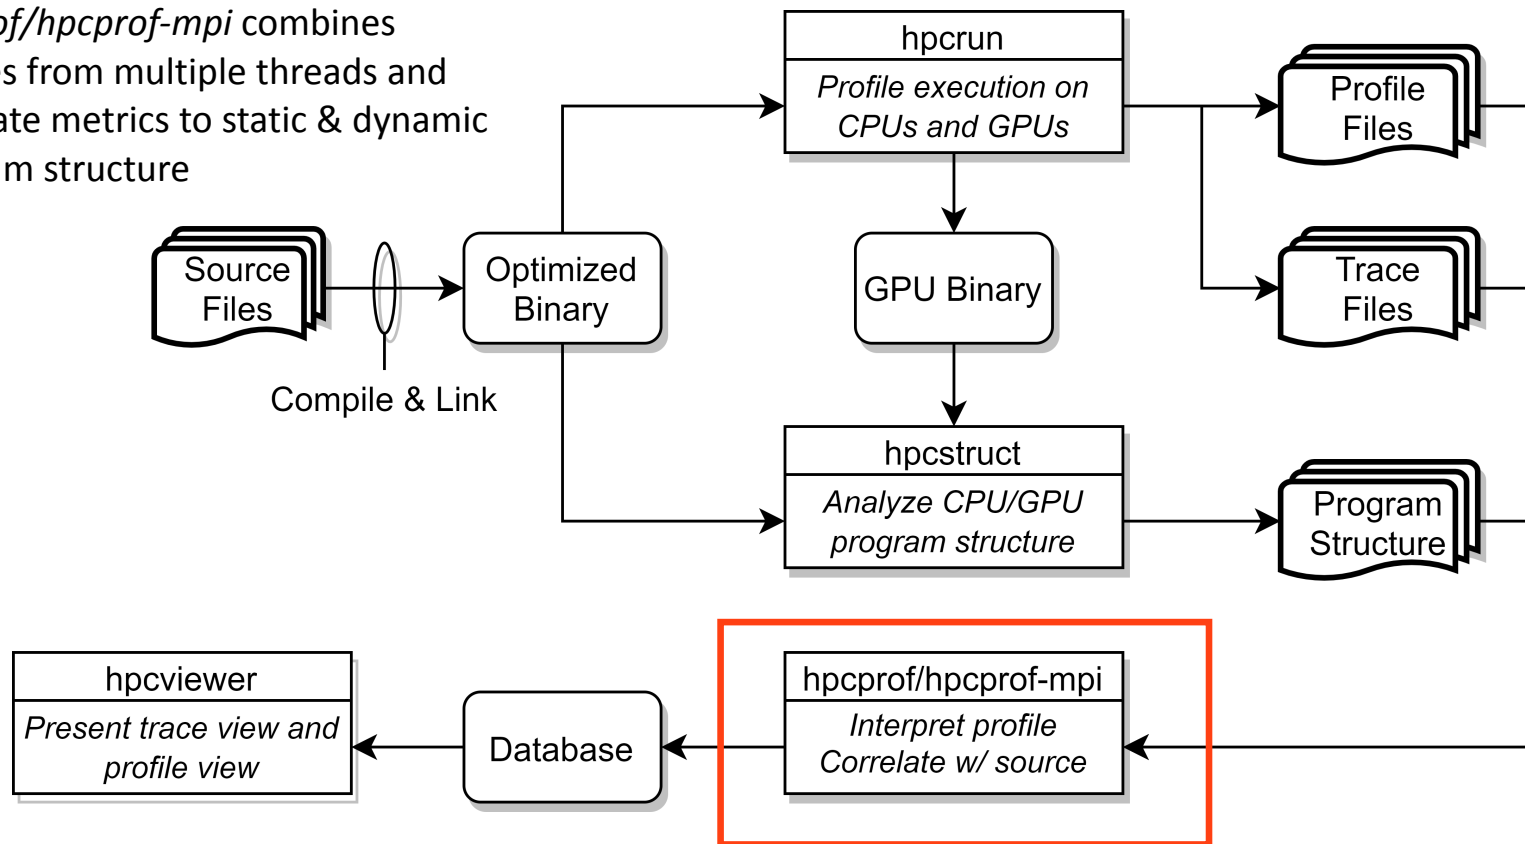 of/hpcprof-mpi combines
es from multiple threads and
ate metrics to static & dynamic
m structure
hpcrun
Profile execution on
CPUs and GPUs
Profile
Files
Source
Files
Optimized
Binary
GPU Binary
Trace
Files
Compile & Link
hpcstruct
Analyze CPU/GPU
program structure
Program
Structure
hpcviewer
Present trace view and
profile view
Database
hpcprof/hpcprof-mpi
Interpret profile
Correlate w/ source